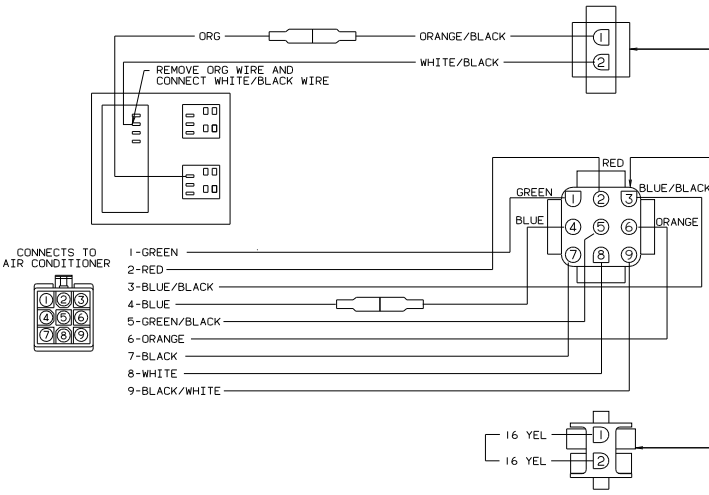 ORG
ORANGE/BLACK
1
WHITE/BLACK
2
REMOVE ORG WIRE AND
CONNECT WHITE/BLACK WIRE
RED
GREEN
1 2 3
BLUE/BLACK
BLUE
4 5 6
ORANGE
7 8 9
CONNECTS TO
AIR CONDITIONER
1 2 3
4 5 6
7 8 9
1-GREEN
2-RED
3-BLUE/BLACK
4-BLUE
5-GREEN/BLACK
6-ORANGE
7-BLACK
8-WHITE
9-BLACK/WHITE
16 YEL
1
16 YEL
2